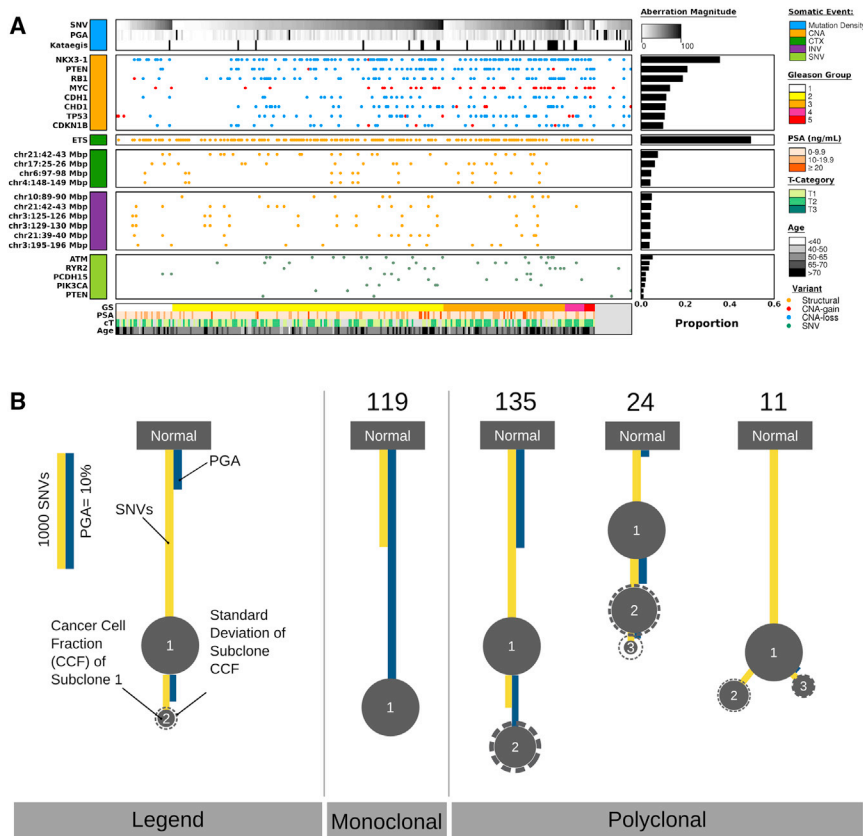 A
SNV
PGA
Kataegis
NKX3-1
PTEN
RB1
MYC
CDH1
CHD1
TP53
CDKN1B
ETS
chr21:42-43 Mbp
chr17:25-26 Mbp
chr6:97-98 Mbp
chr4:148-149 Mbp
chr10:89-90 Mbp
chr21:42-43 Mbp
chr3:125-126 Mbp
chr3:129-130 Mbp
chr21:39-40 Mbp
chr3:195-196 Mbp
ATM
RYR2
PCDH15
PIK3CA
PTEN
GS
PSA
cT
Age
Aberration Magnitude
0 100
0.0 0.2 0.4 0.6
Proportion
Somatic Event:
Mutation Density
CNA
CTX
INV
SNV
Gleason Group
1
2
3
4
5
PSA (ng/mL)
0-9.9
10-19.9
≥ 20
T-Category
T1
T2
T3
Age
<40
40-50
50-65
65-70
>70
Variant
Structural
CNA-gain
CNA-loss
SNV
B
1000 SNVs
PGA= 10%
Normal
PGA
SNVs
1
Cancer Cell
Fraction
(CCF) of
Subclone 1
Standard
Deviation of
Subclone
CCF
2
119
Normal
1
135
Normal
1
2
24
Normal
1
2
3
11
Normal
1
2
3
Legend
Monoclonal
Polyclonal